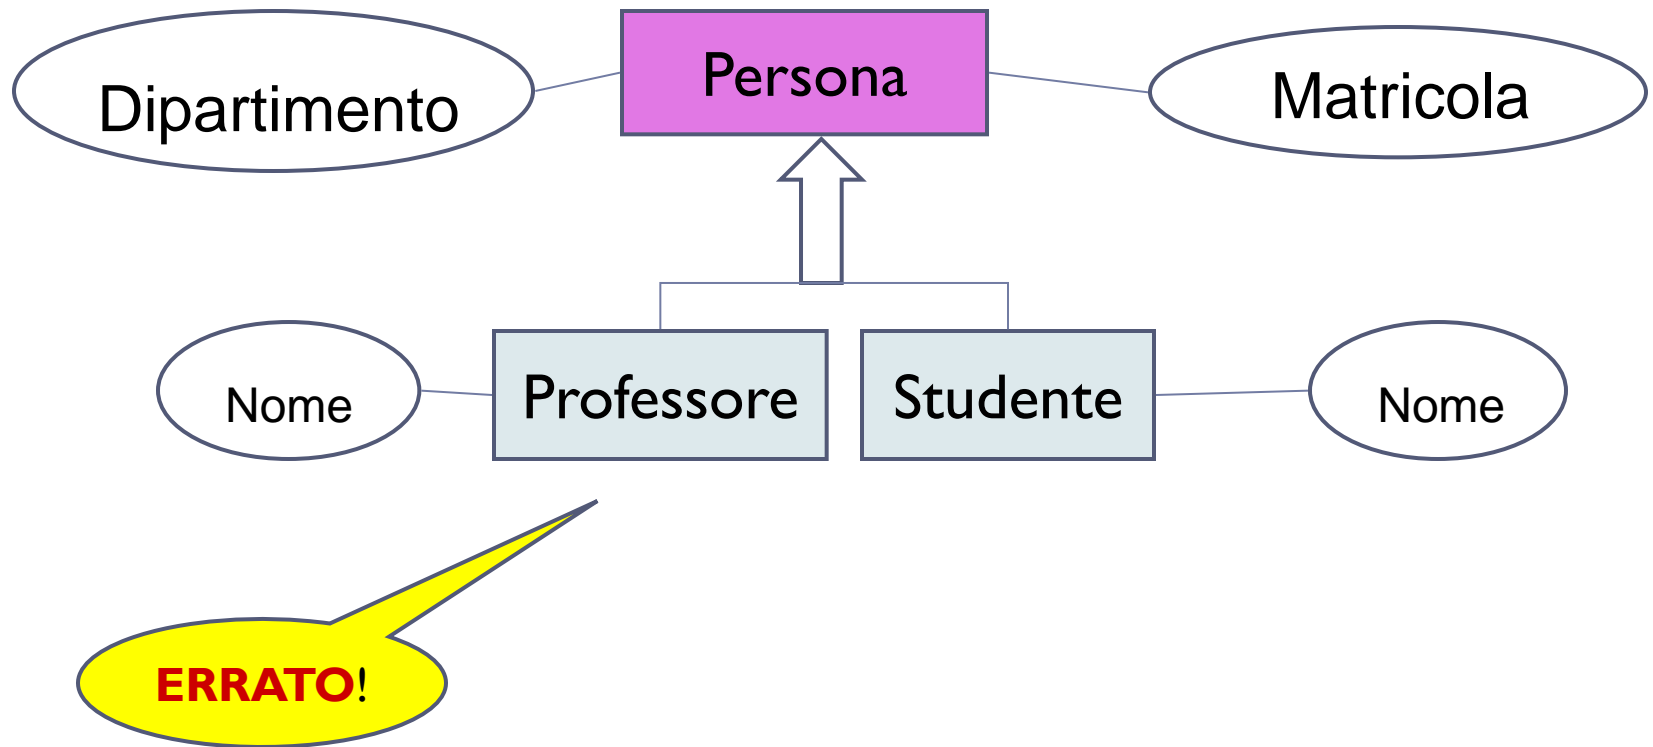 Dipartimento
Persona
Matricola
Nome
Professore
Studente
Nome
ERRATO!